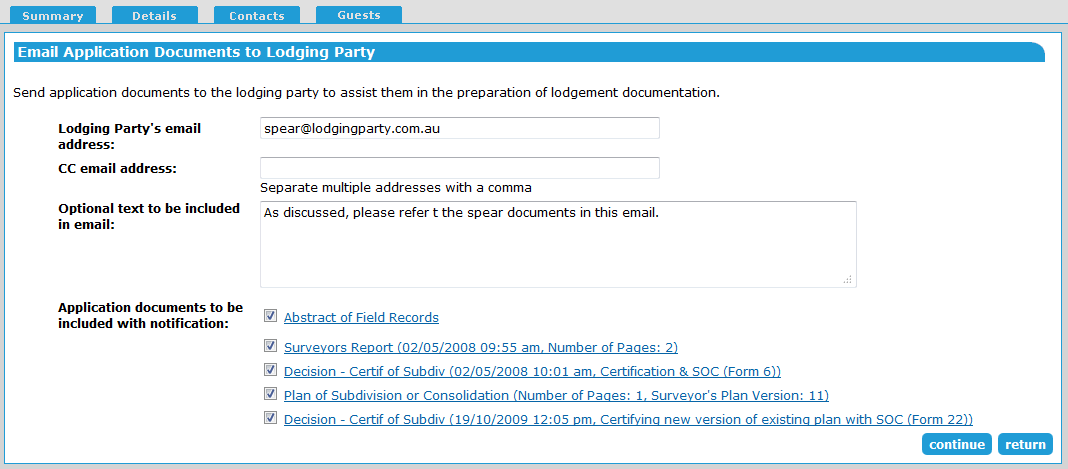 Summary
Details
Contacts
Guests
Email Application Documents to Lodging Party
Send application documents to the lodging party to assist them in the preparation of lodgement documentation.
Lodging Party's email
address:
spear@lodgingparty.com.au
CC email address:
Separate multiple addresses with a comma
Optional text to be included
in email:
As discussed, please refer t the spear documents in this email.
Application documents to be
included with notification:
Abstract of Field Records
Surveyors Report (02/05/2008 09:55 am, Number of Pages: 2)
Decision - Certif of Subdiv (02/05/2008 10:01 am, Certification & SOC (Form 6))
Plan of Subdivision or Consolidation (Number of Pages: 1, Surveyor's Plan Version: 11)
Decision - Certif of Subdiv (19/10/2009 12:05 pm, Certifying new version of existing plan with SOC (Form 22))
continue
return